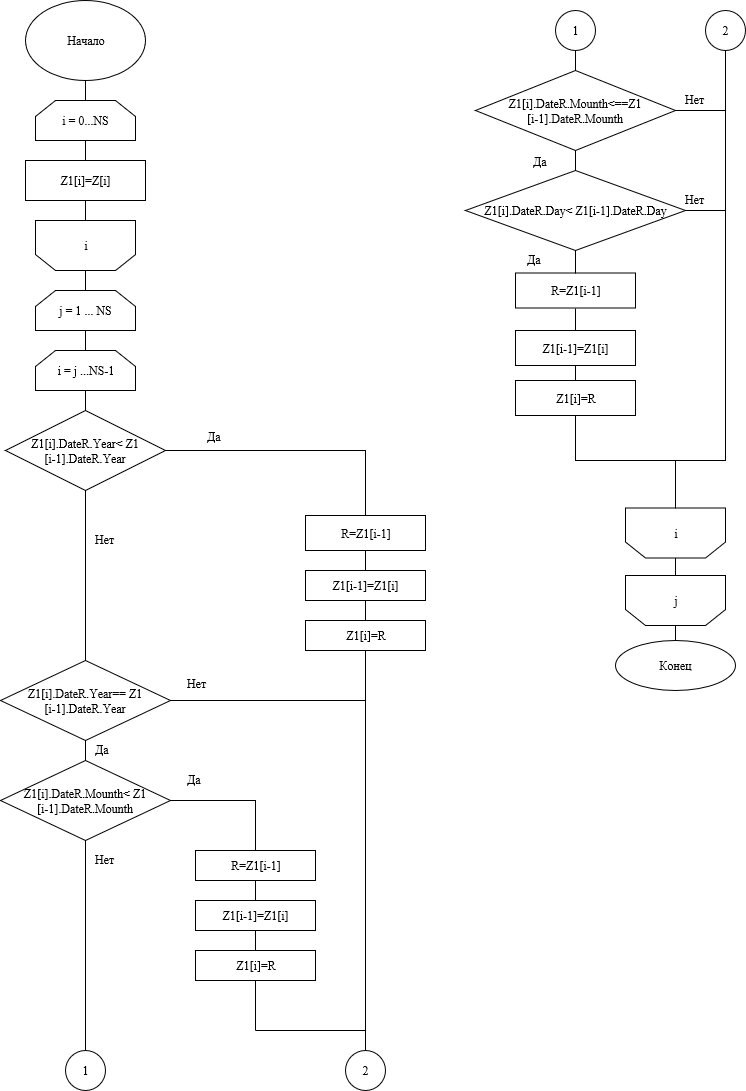 Начало
i = 0...NS
Z1[i]=Z[i]
i
j = 1 ... NS
i = j ...NS-1
Z1[i].DateR.Year< Z1
[i-1].DateR.Year
Да
Нет
R=Z1[i-1]
Z1[i-1]=Z1[i]
Z1[i]=R
Z1[i].DateR.Year== Z1
[i-1].DateR.Year
Нет
Да
Z1[i].DateR.Mounth< Z1
[i-1].DateR.Mounth
Да
Нет
R=Z1[i-1]
Z1[i-1]=Z1[i]
Z1[i]=R
1
2
1
2
Z1[i].DateR.Mounth<==Z1
[i-1].DateR.Mounth
Нет
Да
Z1[i].DateR.Day< Z1[i-1].DateR.Day
Нет
Да
R=Z1[i-1]
Z1[i-1]=Z1[i]
Z1[i]=R
i
j
Конец